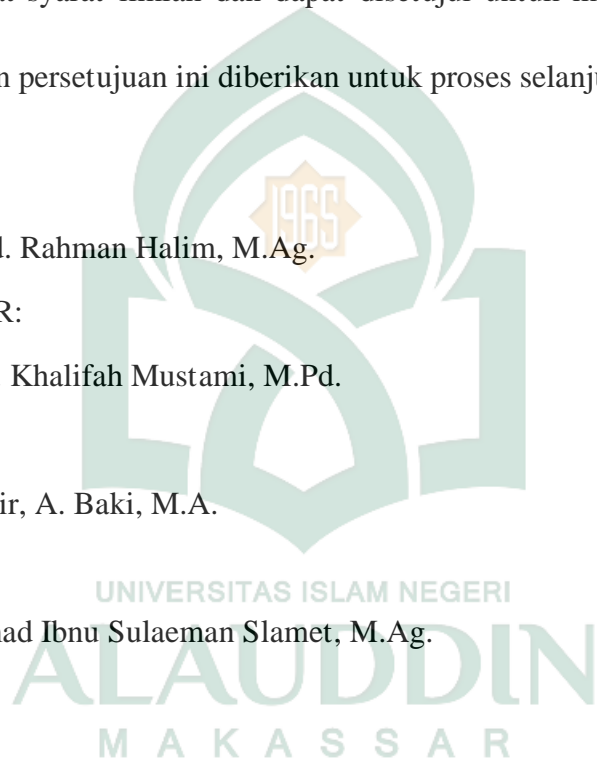 syarat ilmiah dan dapat disetujui untuk
persetujuan ini diberikan untuk proses
1965
Rahman Halim, M.Ag.
R:
Khalifah Mustami, M.Pd.
ir, A. Baki, M.A.
UNIVERSITAS ISLAM NEGERI
ad Ibnu Sulaeman Slamet, M.Ag.
ALAUDDIN
MAKASSAR